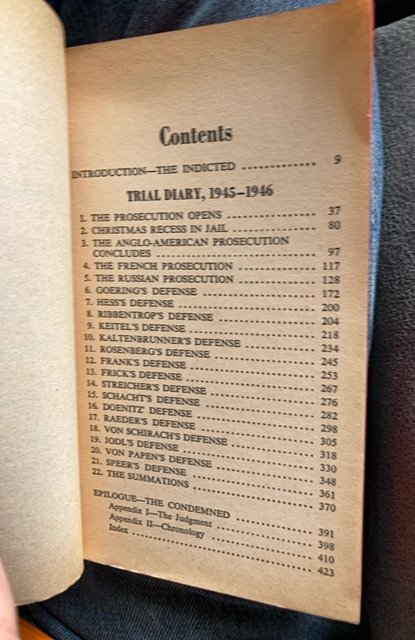 Contents
INTRODUCTION—THE INDICTED 9
TRIAL DIARY, 1945–1946
1. THE PROSECUTION OPENS 37
2. CHRISTMAS RECESS IN JAIL 80
3. THE ANGLO-AMERICAN PROSECUTION
CONCLUDES 97
4. THE FRENCH PROSECUTION 117
5. THE RUSSIAN PROSECUTION 128
6. GOERING'S DEFENSE 172
7. HESS'S DEFENSE 200
8. RIBBENTROP'S DEFENSE 204
9. KEITEL'S DEFENSE 218
10. KALTENBRUNNER'S DEFENSE 234
11. ROSENBERG'S DEFENSE 245
12. FRANK'S DEFENSE 253
13. FRICK'S DEFENSE 267
14. STREICHER'S DEFENSE 276
15. SCHACHT'S DEFENSE 282
16. DOENITZ' DEFENSE 298
17. RAEDER'S DEFENSE 305
18. VON SCHIRACH'S DEFENSE 318
19. JODL'S DEFENSE 330
20. VON PAPEN'S DEFENSE 348
21. SPEER'S DEFENSE 361
22. THE SUMMATIONS 370
EPILOGUE—THE CONDEMNED 391
Appendix I—The Judgment 398
Appendix II—Chronology 410
Index 423